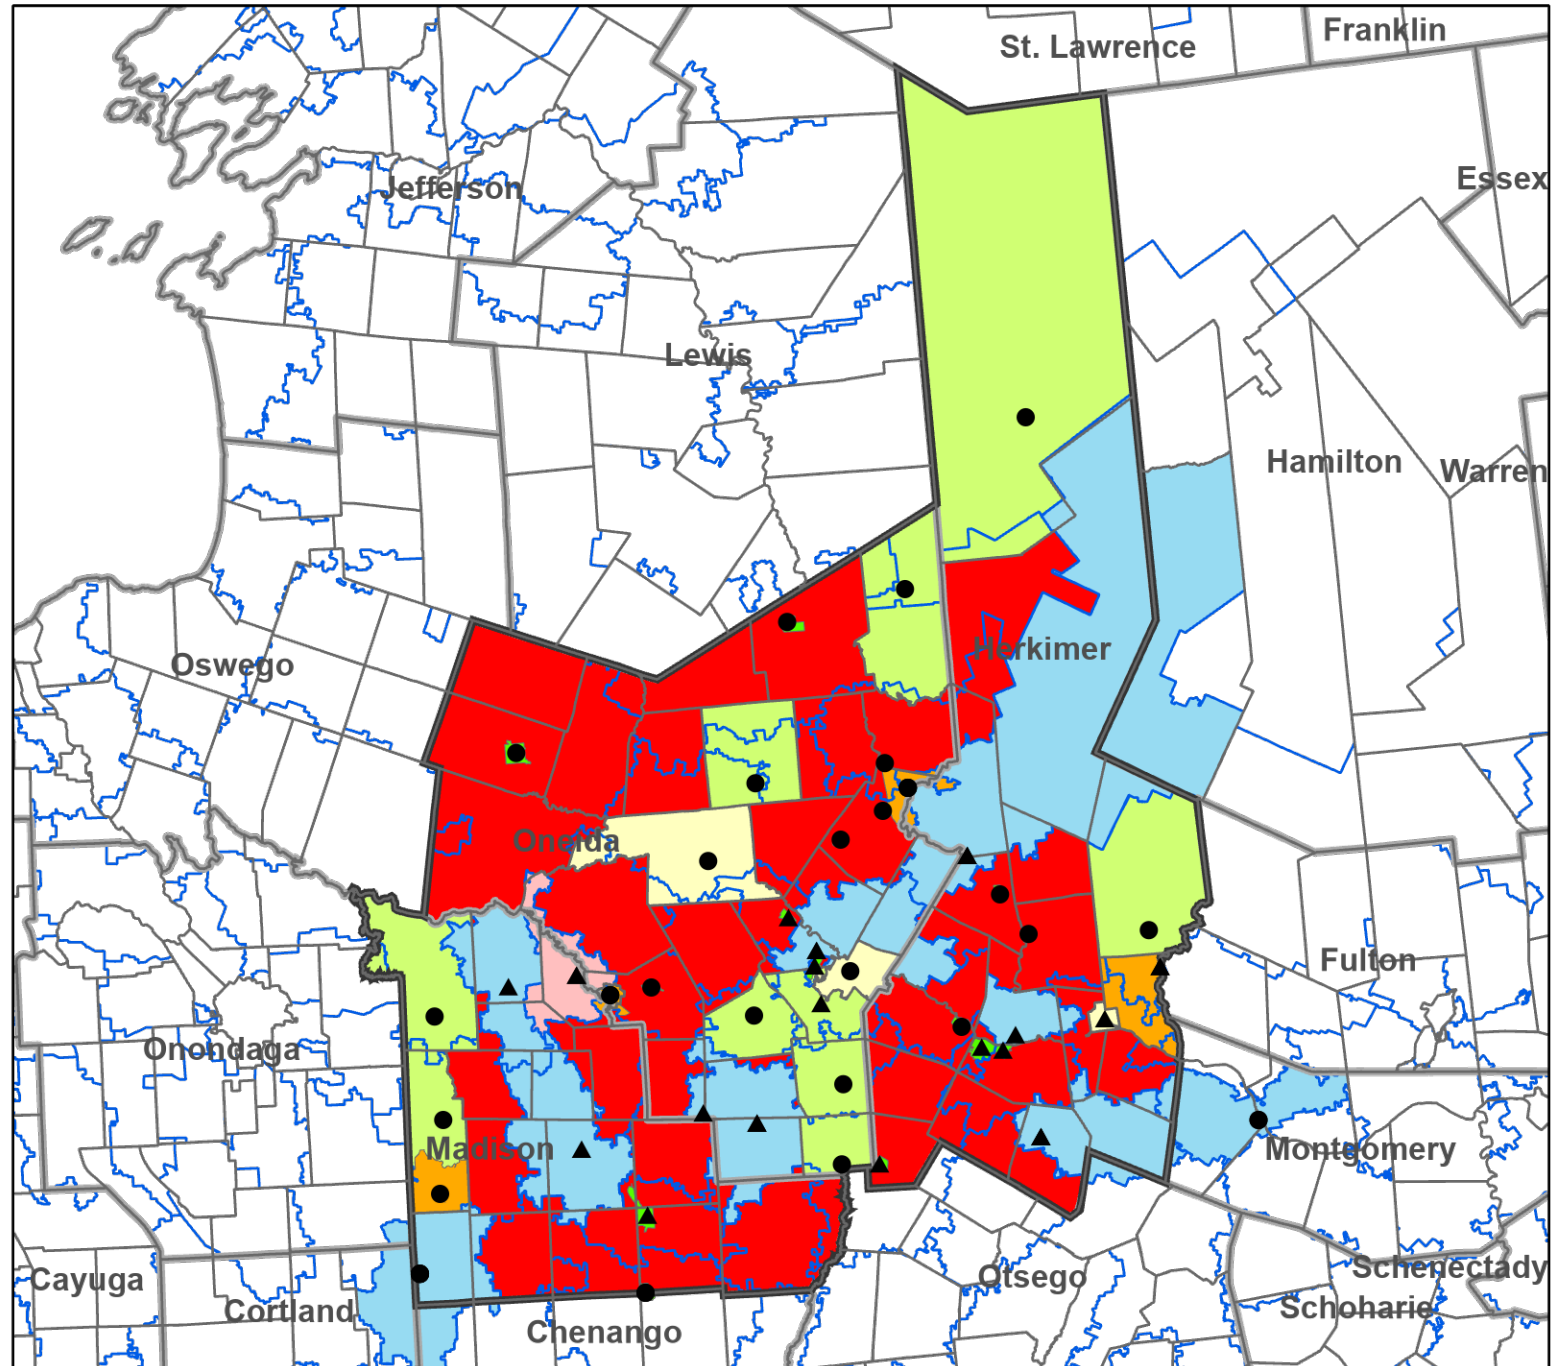 Franklin
St. Lawrence
Essex
Jefferson
Lewis
Hamilton
Warren
Herkimer
Oswego
Oneida
Fulton
Onondaga
Madison
Montgomery
Schenectady
Otsego
Cayuga
Schoharie
Cortland
Chenango